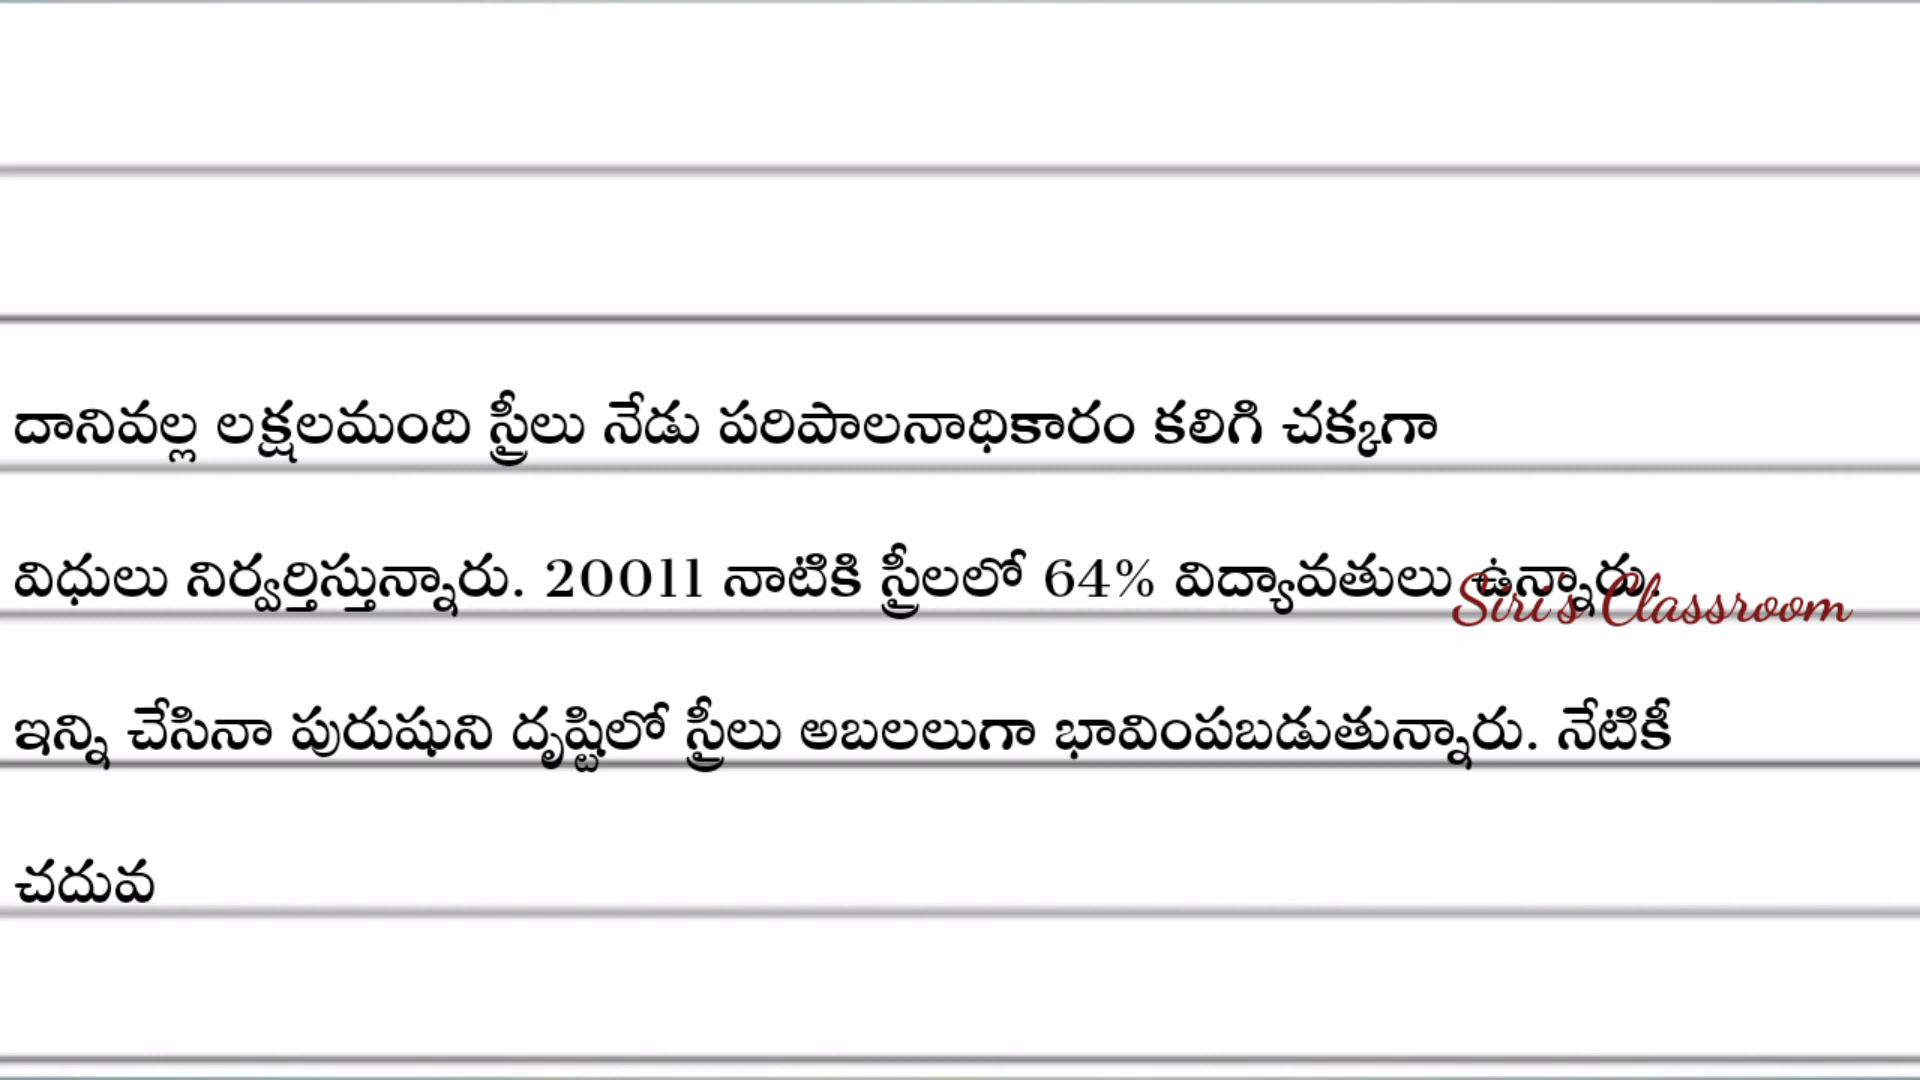 దానివల్ల లక్షలమంది స్త్రీలు నేడు పరిపాలనాధికారం కలిగి చక్కగా
విధులు నిర్వర్తిస్తున్నారు. 20011 నాటికి స్త్రీలలో 64% విద్యావతులు ఉన్నారు.
Siri's Classroom
ఇన్ని చేసినా పురుషుని దృష్టిలో స్త్రీలు అబలలుగా భావింపబడుతున్నారు. నేటికీ
చదువ